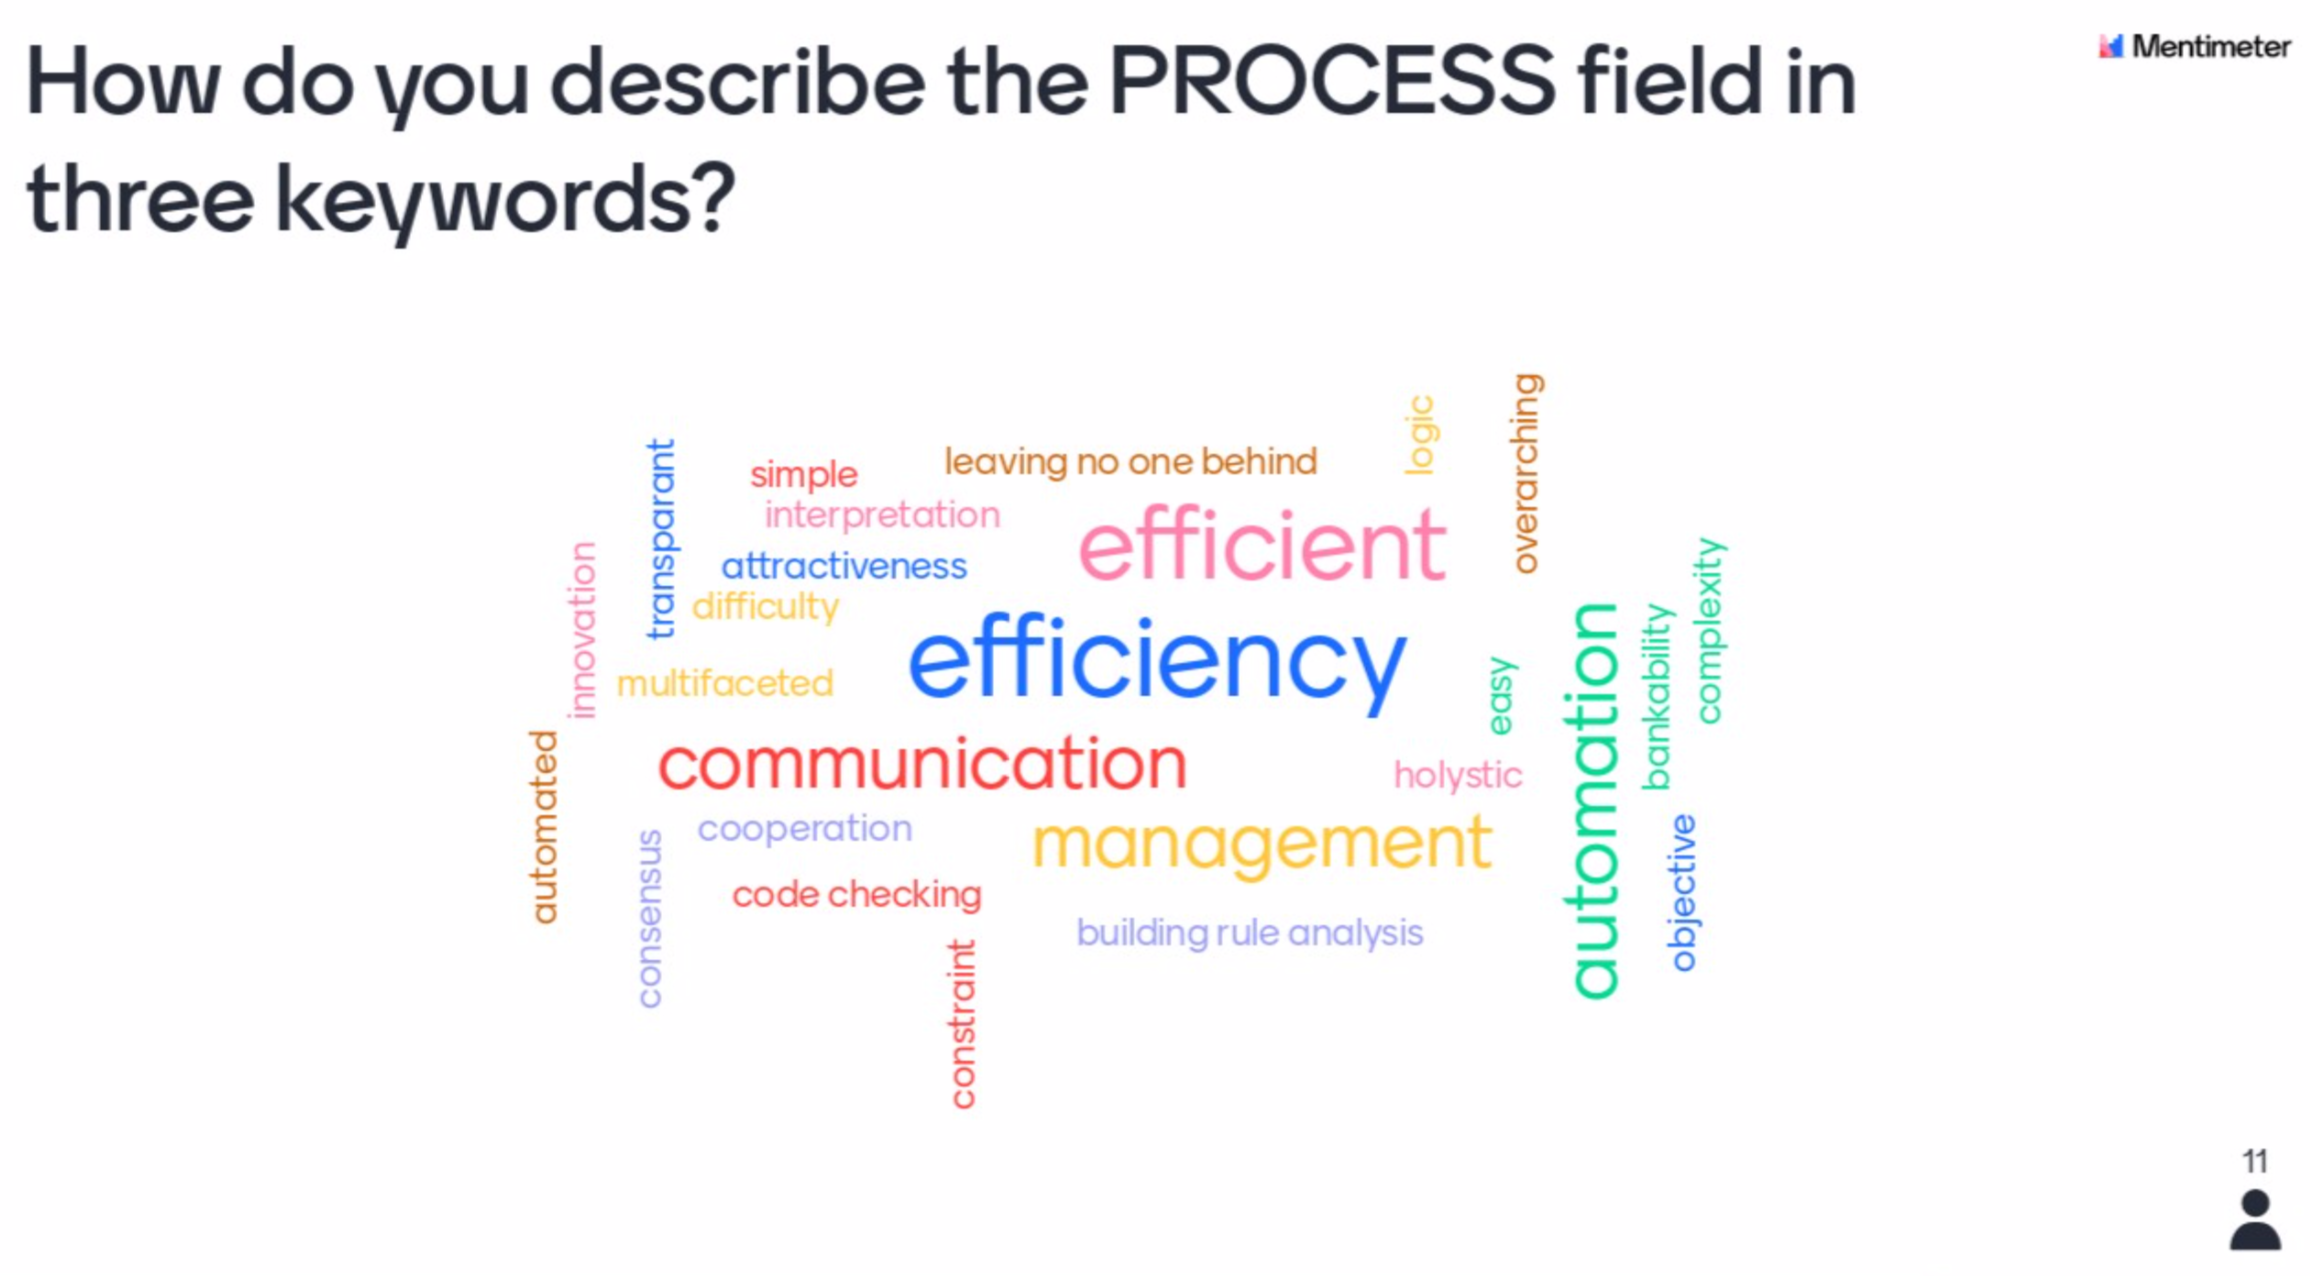 How do you describe the PROCESS field in
three keywords?
Mentimeter
logic
overarching
transparant
simple
leaving no one behind
interpretation
efficient
innovation
attractiveness
difficulty
complexity
efficiency
automation
bankability
multifaceted
easy
automated
communication
holystic
cooperation
management
objective
consensus
code checking
building rule analysis
constraint
11